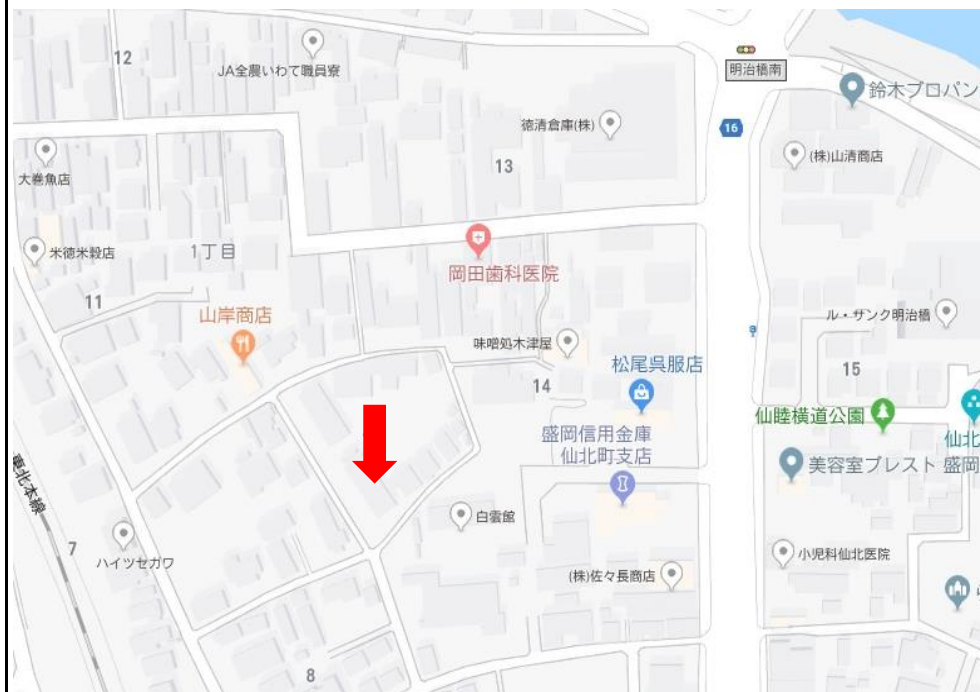 12
JA全農いわて職員寮
明治橋南
鈴木プロパン
徳清倉庫(株)
16
(株)山清商店
13
大巻魚店
米徳米穀店
1丁目
岡田歯科医院
11
山岸商店
味噌処木津屋
ル・サンク明治橋
松尾呉服店
15
14
仙睦横道公園
盛岡信用金庫
仙北町支店
仙北
美容室ブレスト 盛岡
東北本線
白雲館
7
ハイツセガワ
小児科仙北医院
(株)佐々長商店
8